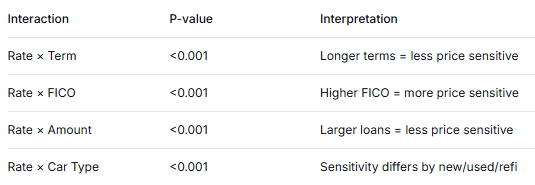 Interaction P-value Interpretation
Rate × Term <0.001 Longer terms = less price sensitive
Rate × FICO <0.001 Higher FICO = more price sensitive
Rate × Amount <0.001 Larger loans = less price sensitive
Rate × Car Type <0.001 Sensitivity differs by new/used/refi